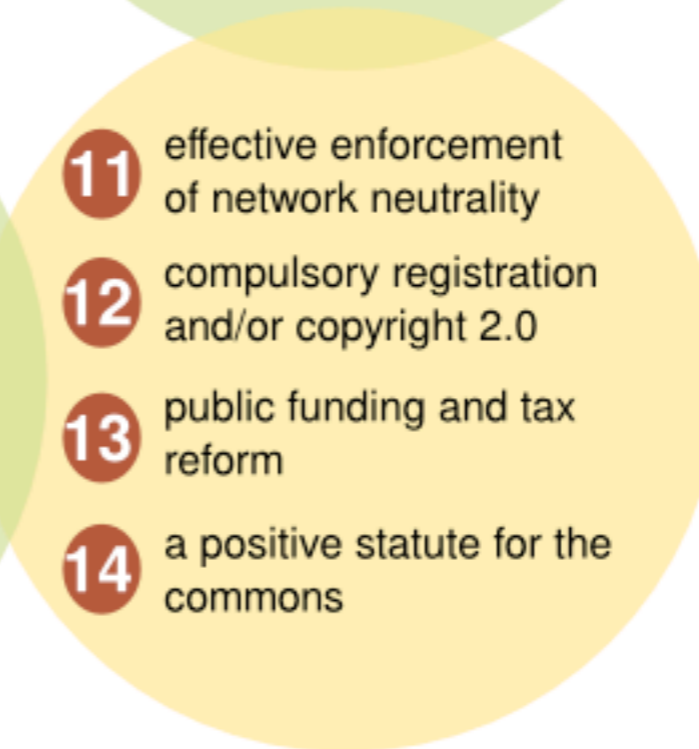 11 effective enforcement
of network neutrality
12 compulsory registration
and/or copyright 2.0
13 public funding and tax
reform
14 a positive statute for the
commons